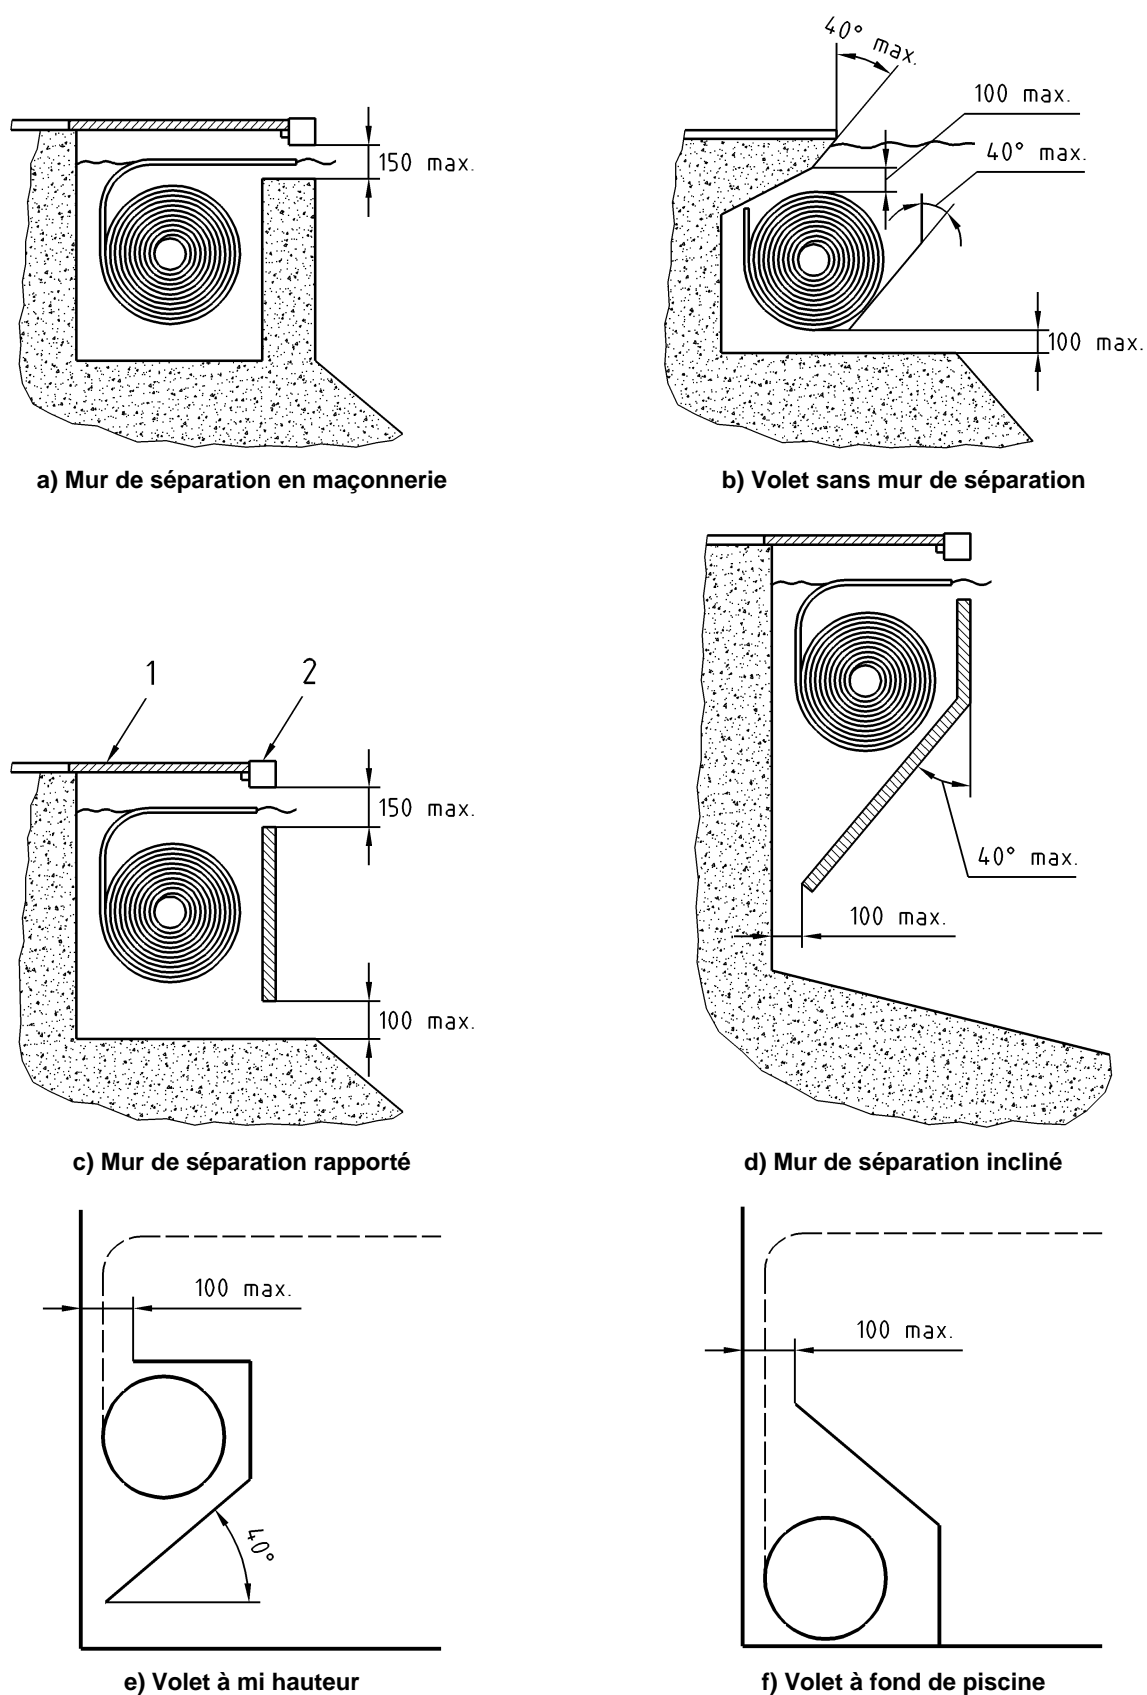 40° max.
100 max.
150 max.
40° max.
100 max.
a) Mur de séparation en maçonnerie
b) Volet sans mur de séparation
1
2
150 max.
100 max.
40° max.
100 max.
c) Mur de séparation rapporté
d) Mur de séparation incliné
100 max.
40°
100 max.
e) Volet à mi hauteur
f) Volet à fond de piscine